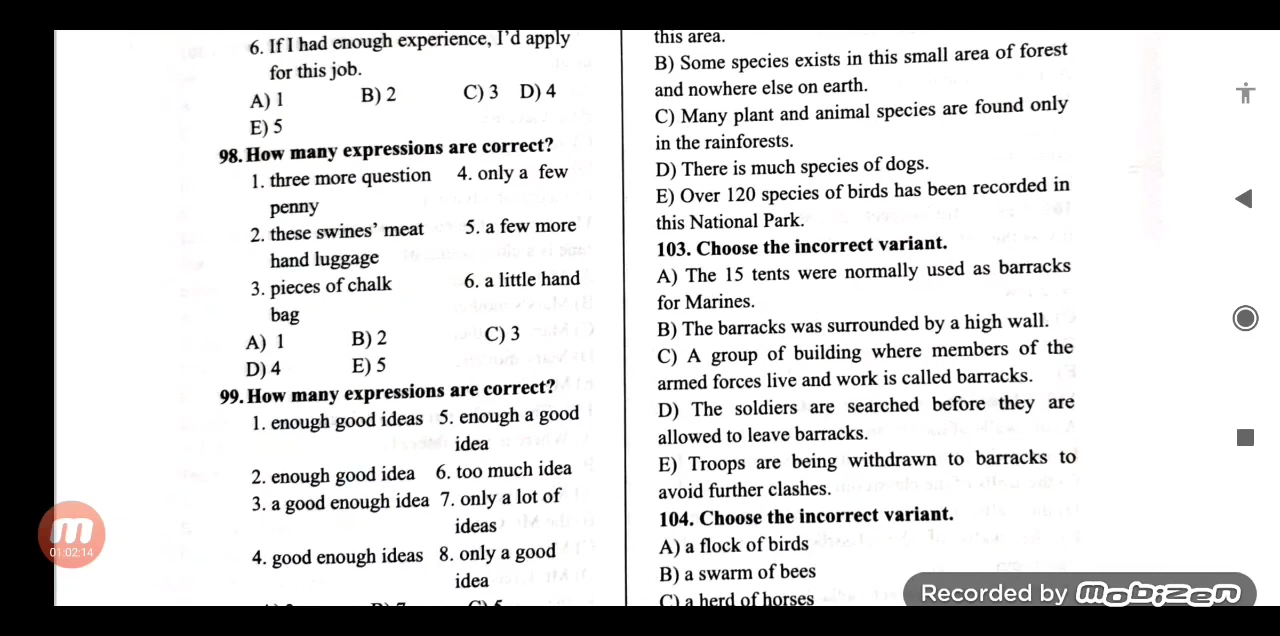 6. If I had enough experience, I'd apply
for this job.
A) 1 B) 2 C) 3 D) 4
E) 5
98. How many expressions are correct?
1. three more question 4. only a few
penny
2. these swines' meat 5. a few more
hand luggage
3. pieces of chalk 6. a little hand
bag
A) 1 B) 2 C) 3
D) 4 E) 5
99. How many expressions are correct?
1. enough good ideas 5. enough a good
idea
2. enough good idea 6. too much idea
3. a good enough idea 7. only a lot of
ideas
4. good enough ideas 8. only a good
idea
this area.
B) Some species exists in this small area of forest
and nowhere else on earth.
C) Many plant and animal species are found only
in the rainforests.
D) There is much species of dogs.
E) Over 120 species of birds has been recorded in
this National Park.
103. Choose the incorrect variant.
A) The 15 tents were normally used as barracks
for Marines.
B) The barracks was surrounded by a high wall.
C) A group of building where members of the
armed forces live and work is called barracks.
D) The soldiers are searched before they are
allowed to leave barracks.
E) Troops are being withdrawn to barracks to
avoid further clashes.
104. Choose the incorrect variant.
A) a flock of birds
B) a swarm of bees
C) a herd of horses
m
01:02:14
Recorded by mobizen